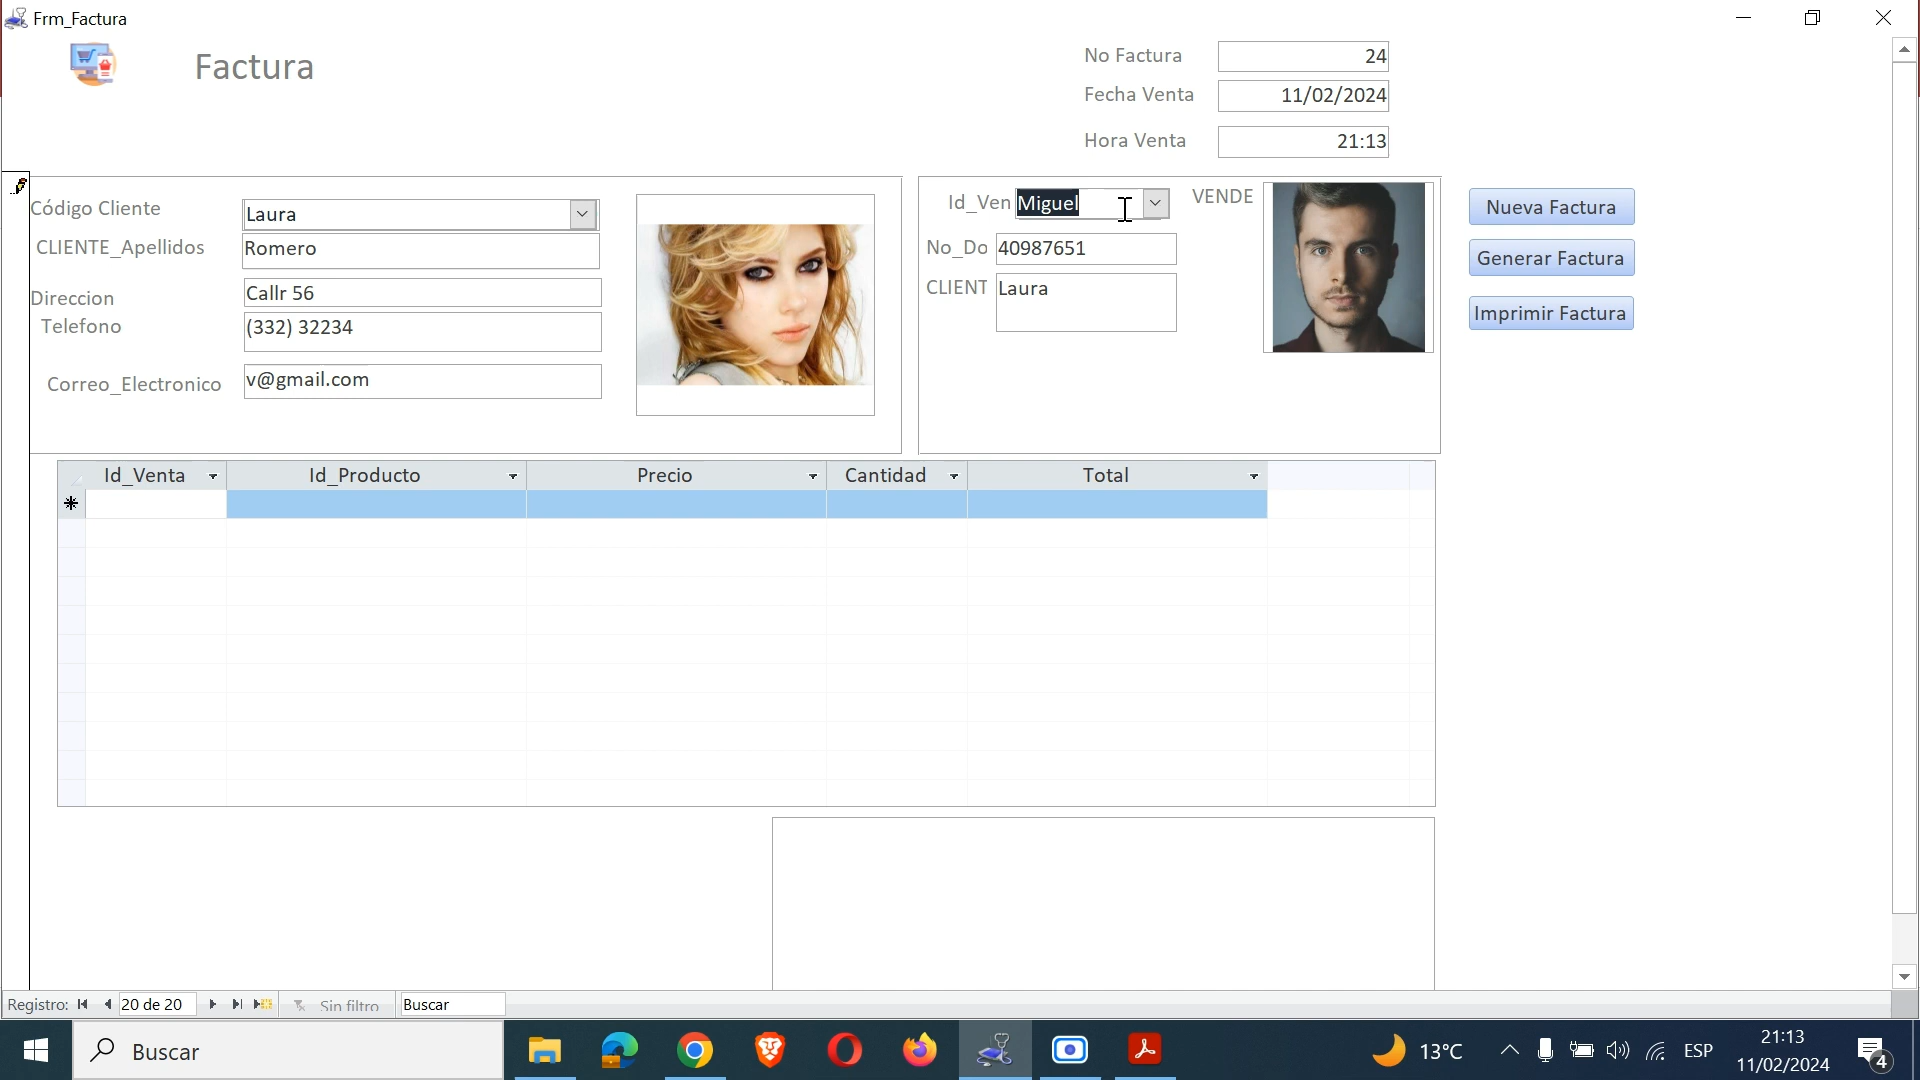 Frm_Factura
Factura
No Factura 24
Fecha Venta 11/02/2024
Hora Venta 21:13
Código Cliente Laura
CLIENTE_Apellidos Romero
Direccion Callr 56
Telefono (332) 32234
Correo_Electronico v@gmail.com
Id_Ven Miguel VENDE
No_Do 40987651
CLIENT Laura
Nueva Factura
Generar Factura
Imprimir Factura
Id_Venta Id_Producto Precio Cantidad Total
Registro: 20 de 20 Sin filtro Buscar
Buscar 13°C ESP 21:13
11/02/2024 4